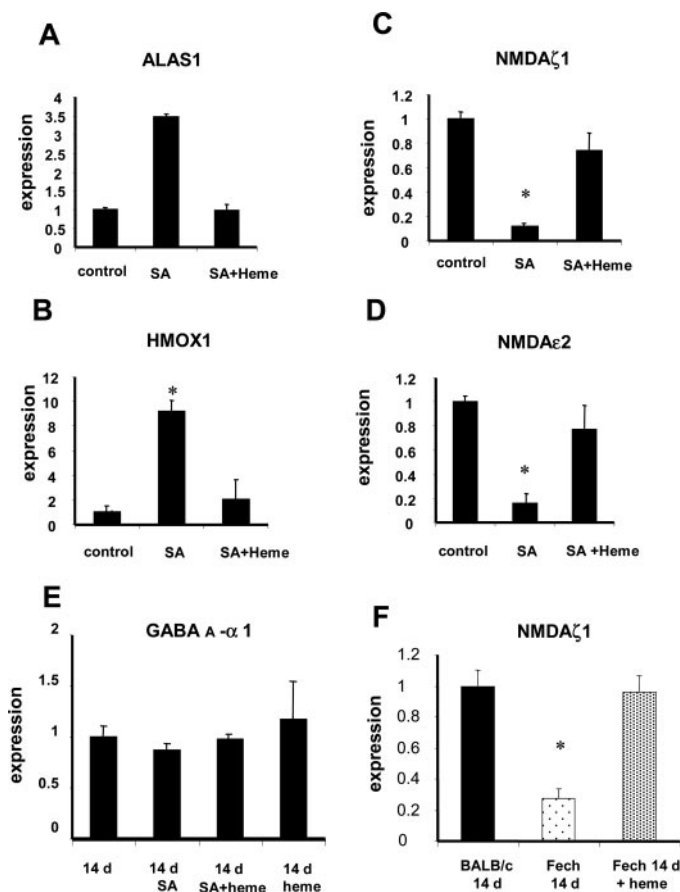 A
ALAS1
expression
4
3.5
3
2.5
2
1.5
1
0.5
0
control SA SA+Heme
B
HMOX1
expression
12
10
8
6
4
2
0
*
control SA SA+Heme
C
NMDAζ1
expression
1.2
1
0.8
0.6
0.4
0.2
0
*
control SA SA+Heme
D
NMDAε2
expression
1.2
1
0.8
0.6
0.4
0.2
0
*
control SA SA +Heme
E
GABA A -α 1
expression
2
1.5
1
0.5
0
14 d 14 d 14 d 14 d
SA SA+heme heme
F
NMDAζ1
expression
1.2
1
0.8
0.6
0.4
0.2
0
*
BALB/c Fech Fech 14 d
14 d 14 d + heme